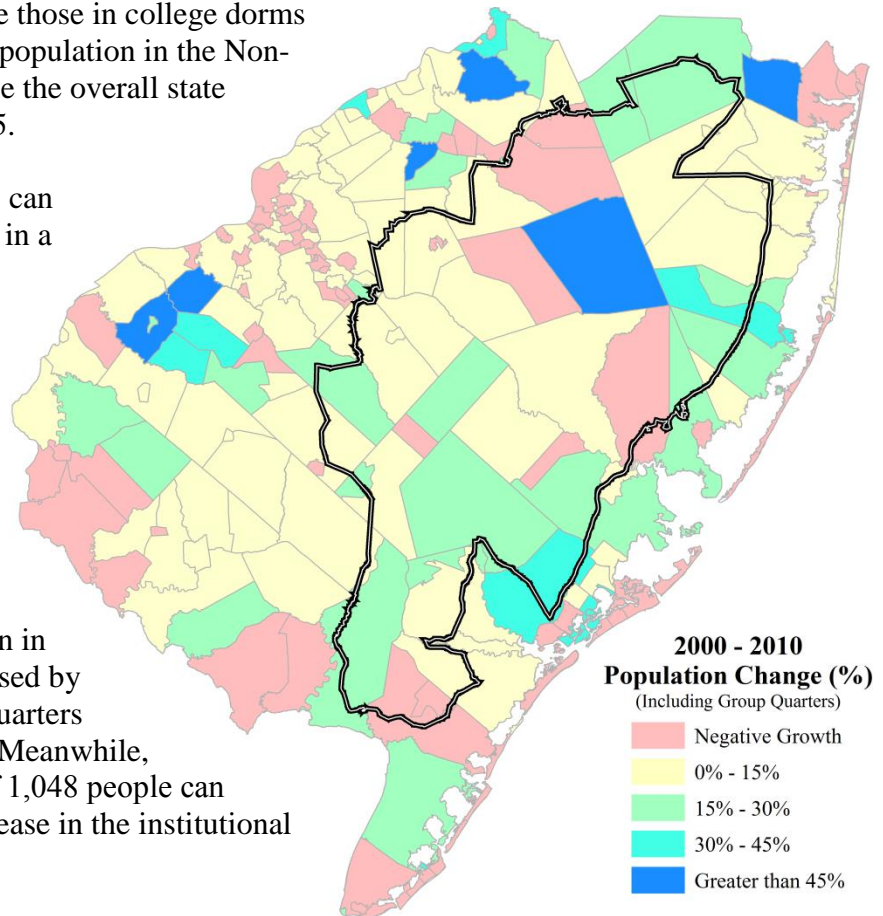 e those in college dorms
population in the Non-
e the overall state
5.
can
in a
n in
sed by
uarters
Meanwhile,
f 1,048 people can
ease in the institutional
2000 - 2010
Population Change (%)
(Including Group Quarters)
Negative Growth
0% - 15%
15% - 30%
30% - 45%
Greater than 45%